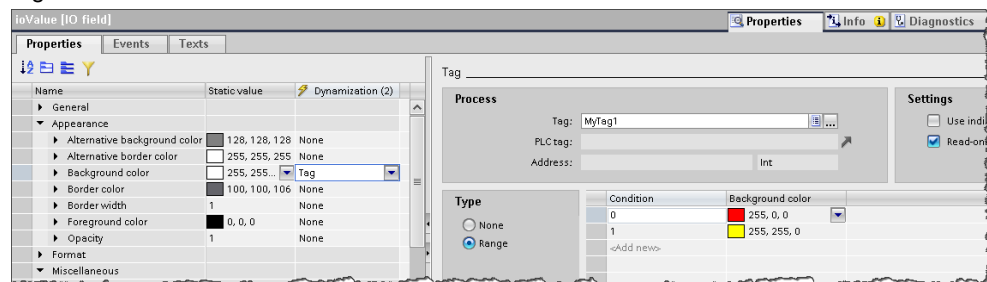 ioValue [IO field]
Properties Info Diagnostics
Properties Events Texts
Name Static value Dynamization (2)
General
Appearance
Alternative background color 128, 128, 128 None
Alternative border color 255, 255, 255 None
Background color 255, 255... Tag
Border color 100, 100, 106 None
Border width 1 None
Foreground color 0, 0, 0 None
Opacity 1 None
Format
Miscellaneous
Tag
Process
Tag: MyTag1
PLC tag:
Address: Int
Settings
Use indi
Read-onl
Type
None
Range
Condition Background color
0 255, 0, 0
1 255, 255, 0
<Add new>